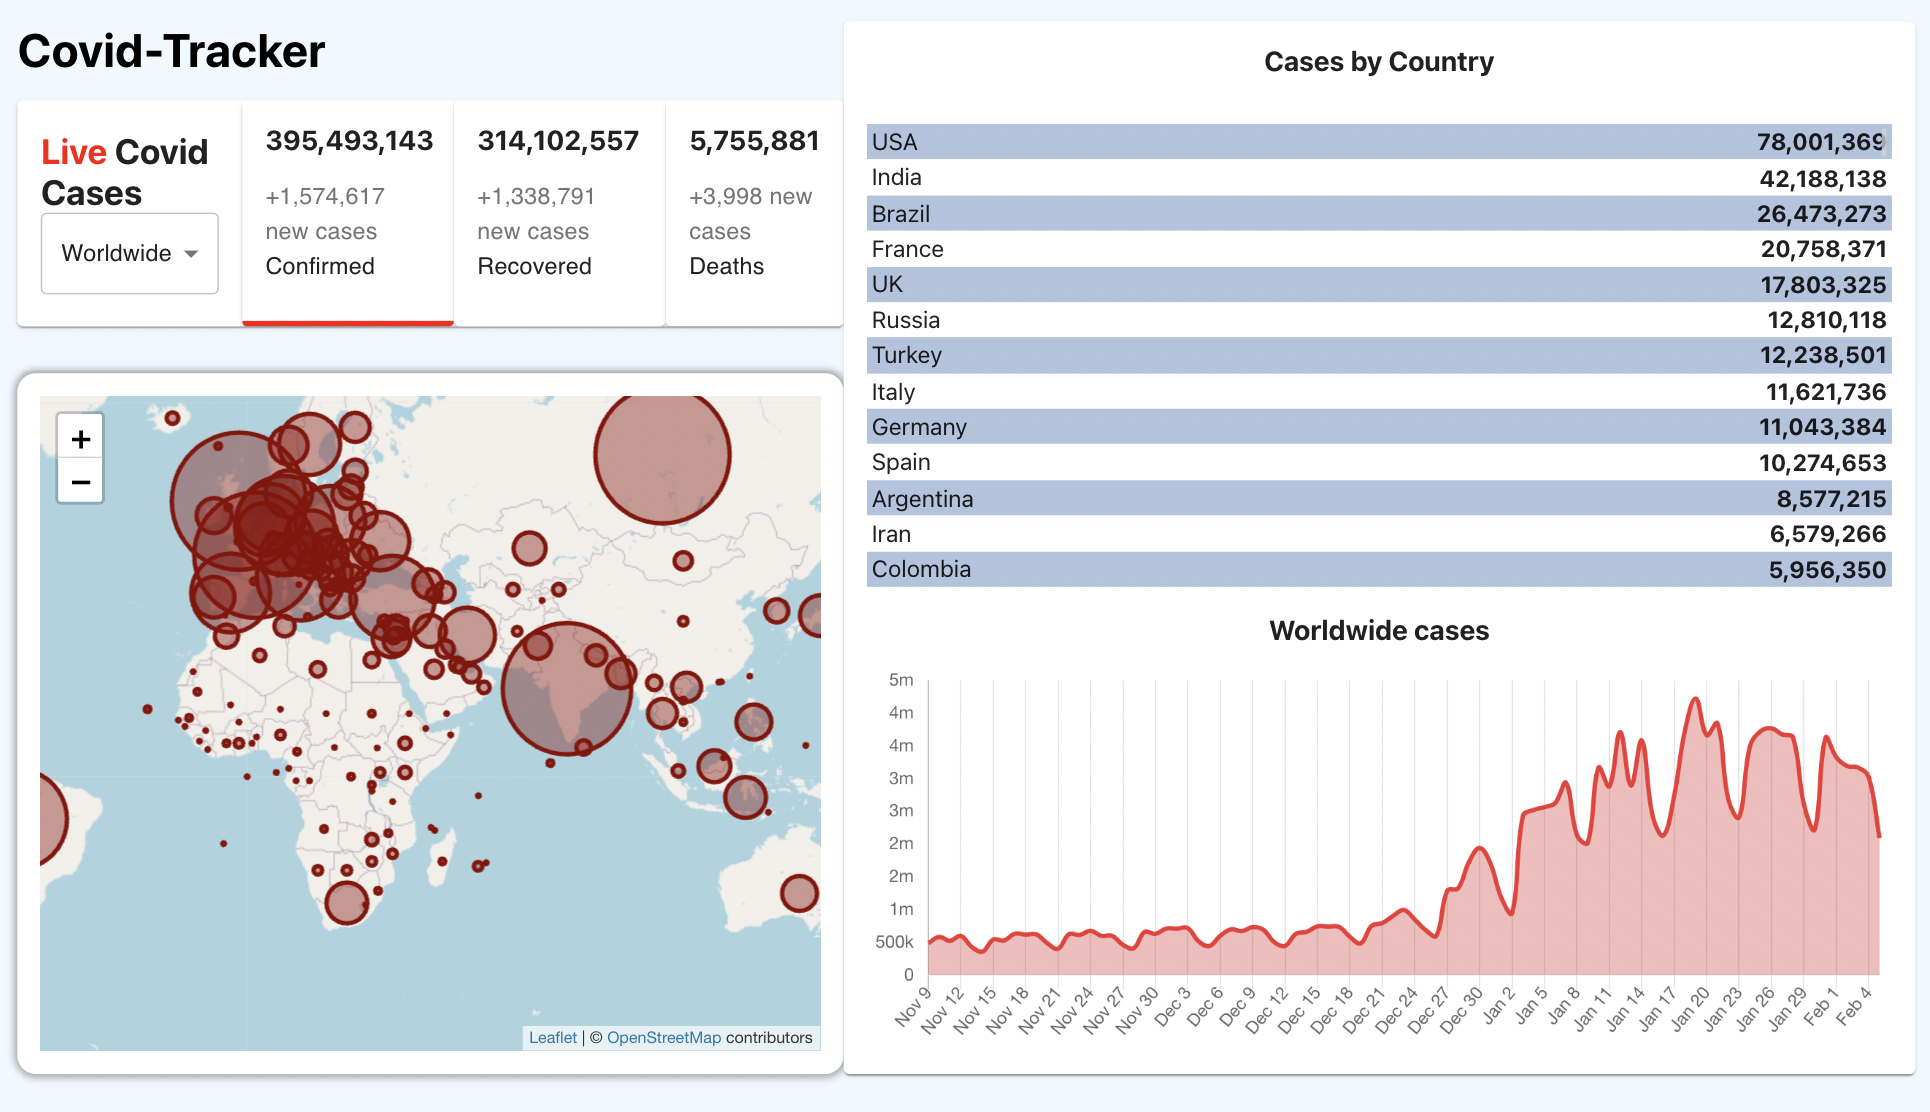 Covid-Tracker
Live Covid
Cases
Worldwide
395,493,143
+1,574,617
new cases
Confirmed
314,102,557
+1,338,791
new cases
Recovered
5,755,881
+3,998 new
cases
Deaths
+
−
Leaflet | © OpenStreetMap contributors
Cases by Country
USA 78,001,369
India 42,188,138
Brazil 26,473,273
France 20,758,371
UK 17,803,325
Russia 12,810,118
Turkey 12,238,501
Italy 11,621,736
Germany 11,043,384
Spain 10,274,653
Argentina 8,577,215
Iran 6,579,266
Colombia 5,956,350
Worldwide cases
5m
4m
4m
3m
3m
2m
2m
1m
500k
0
Nov 9 Nov 12 Nov 15 Nov 18 Nov 21 Nov 24 Nov 27 Nov 30 Dec 3 Dec 6 Dec 9 Dec 12 Dec 15 Dec 18 Dec 21 Dec 24 Dec 27 Dec 30 Jan 2 Jan 5 Jan 8 Jan 11 Jan 14 Jan 17 Jan 20 Jan 23 Jan 26 Jan 29 Feb 1 Feb 4